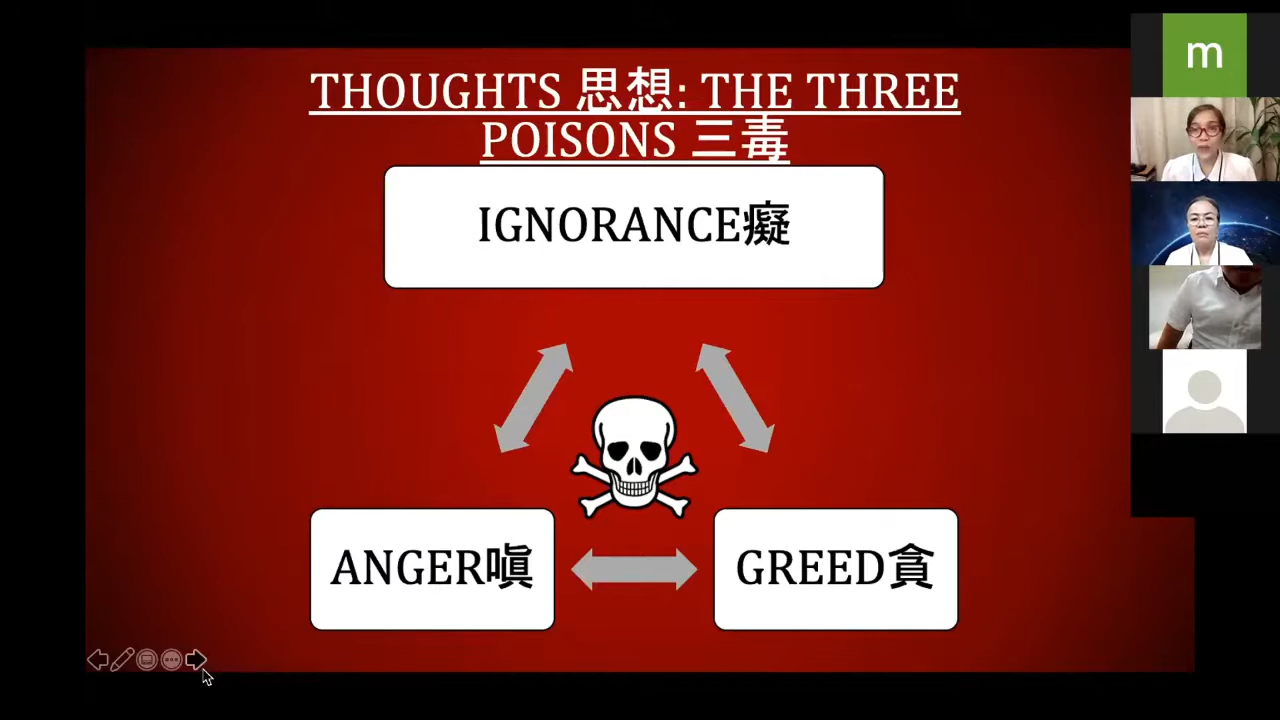 THOUGHTS 思想: THE THREE
POISONS 三毒
IGNORANCE癡
ANGER嗔
GREED貪
m